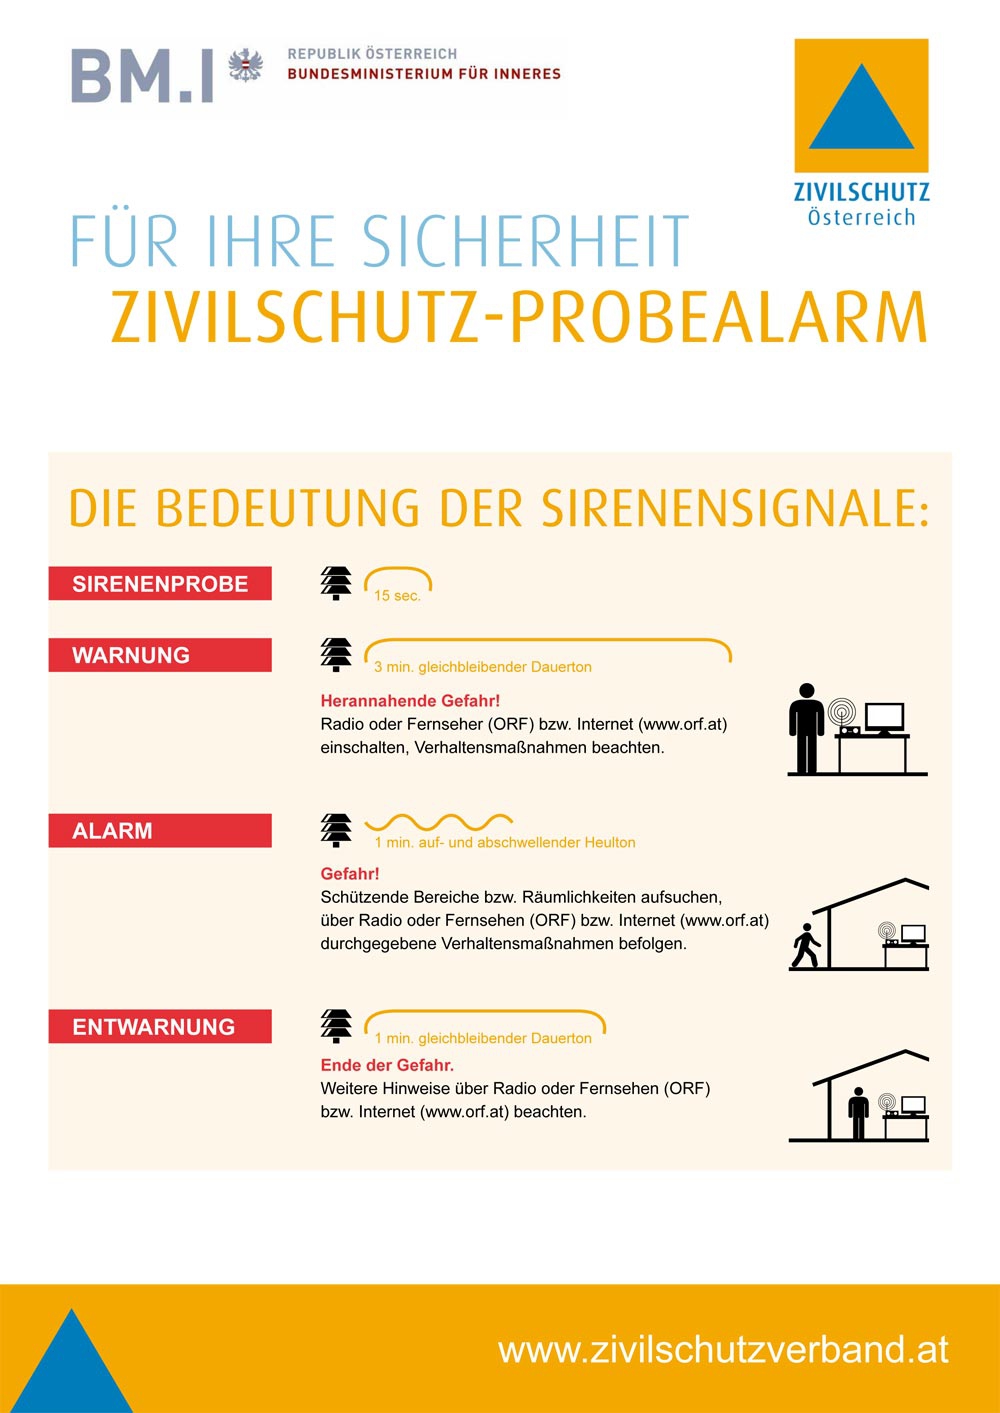 BM.I
REPUBLIK ÖSTERREICH
BUNDESMINISTERIUM FÜR INNERES
ZIVILSCHUTZ
Österreich
FÜR IHRE SICHERHEIT
ZIVILSCHUTZ-PROBEALARM
DIE BEDEUTUNG DER SIRENENSIGNALE:
SIRENENPROBE
15 sec.
WARNUNG
3 min. gleichbleibender Dauerton
Herannahende Gefahr!
Radio oder Fernseher (ORF) bzw. Internet (www.orf.at)
einschalten, Verhaltensmaßnahmen beachten.
ALARM
1 min. auf- und abschwellender Heulton
Gefahr!
Schützende Bereiche bzw. Räumlichkeiten aufsuchen,
über Radio oder Fernsehen (ORF) bzw. Internet (www.orf.at)
durchgegebene Verhaltensmaßnahmen befolgen.
ENTWARNUNG
1 min. gleichbleibender Dauerton
Ende der Gefahr.
Weitere Hinweise über Radio oder Fernsehen (ORF)
bzw. Internet (www.orf.at) beachten.
www.zivilschutzverband.at